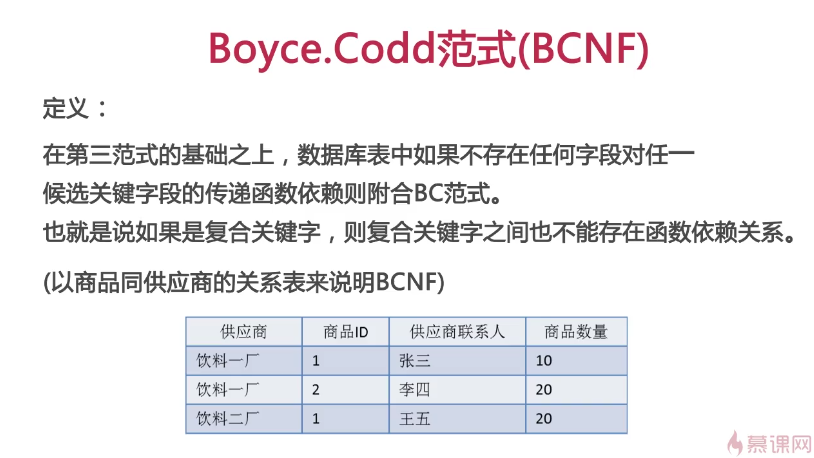 Boyce.Codd范式(BCNF)
定义：
在第三范式的基础之上，数据库表中如果不存在任何字段对任一
候选关键字段的传递函数依赖则附合BC范式。
也就是说如果是复合关键字，则复合关键字之间也不能存在函数依赖关系。
(以商品同供应商的关系表来说明BCNF)
供应商 商品ID 供应商联系人 商品数量
饮料一厂 1 张三 10
饮料一厂 2 李四 20
饮料二厂 1 王五 20
慕课网